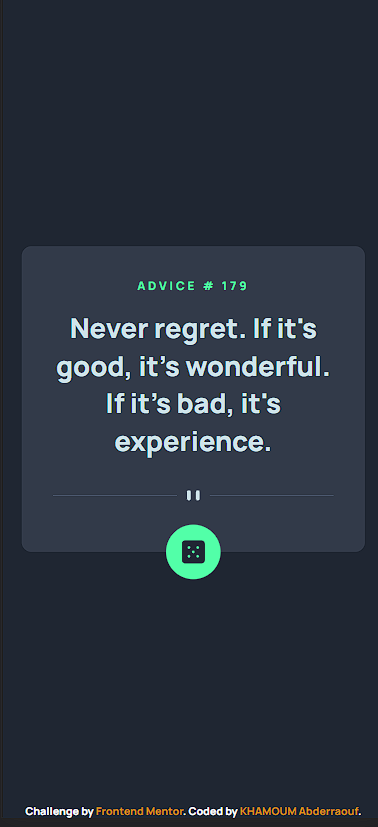 ADVICE # 179
Never regret. If it's
good, it's wonderful.
If it's bad, it's
experience.
Challenge by Frontend Mentor. Coded by KHAMOUM Abderraouf.